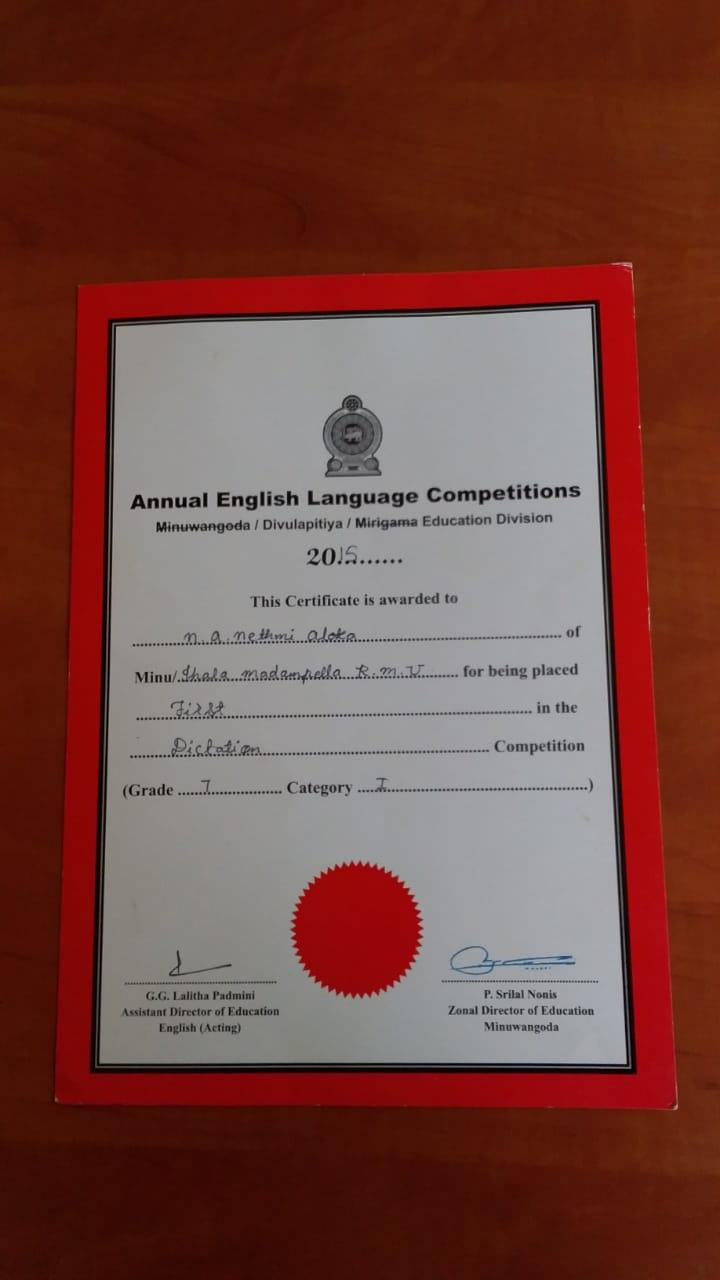 Annual English Language Competitions
Minuwangoda / Divulapitiya / Mirigama Education Division
2015......
This Certificate is awarded to
n. a. nethmi aloka of
Minu/ Ihala madampella R.M.V for being placed
First in the
Dictation Competition
(Grade 7 Category I )
G.G. Lalitha Padmini P. Srilal Nonis
Assistant Director of Education Zonal Director of Education
English (Acting) Minuwangoda